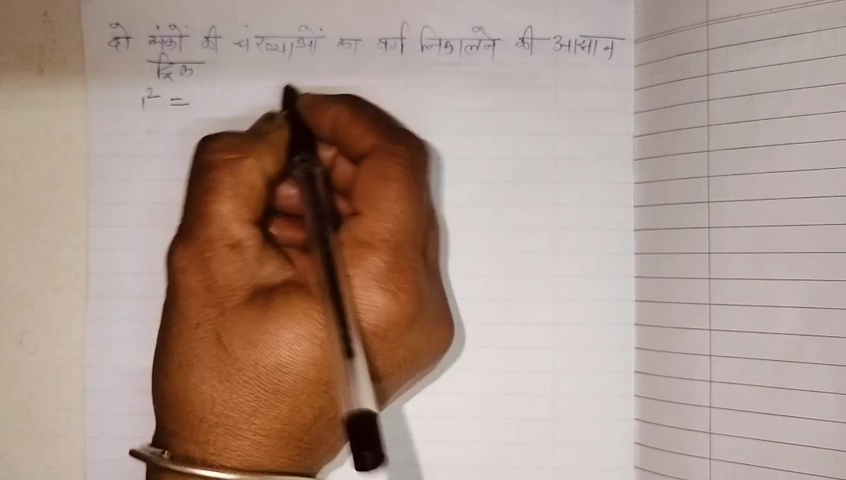 दो अंकों की संख्याओं का वर्ग निकालने की आसान
ट्रिक
1² =